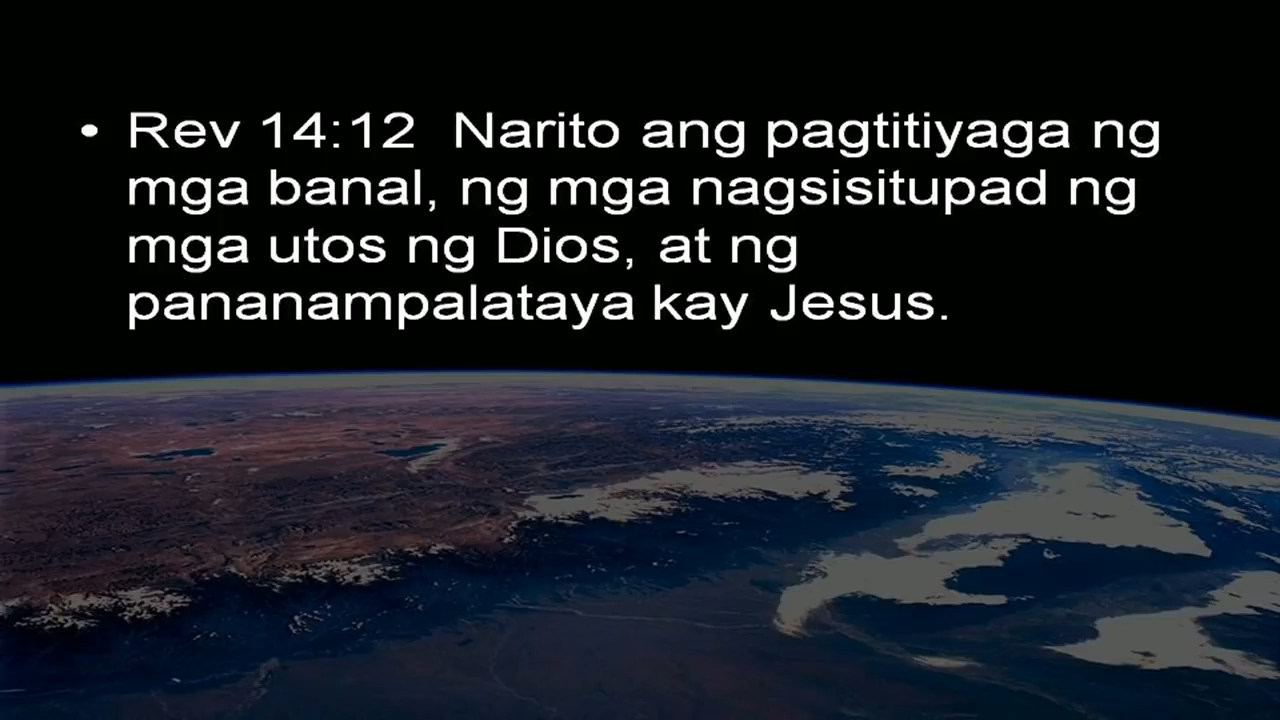 • Rev 14:12  Narito ang pagtitiyaga ng
mga banal, ng mga nagsisitupad ng
mga utos ng Dios, at ng
pananampalataya kay Jesus.